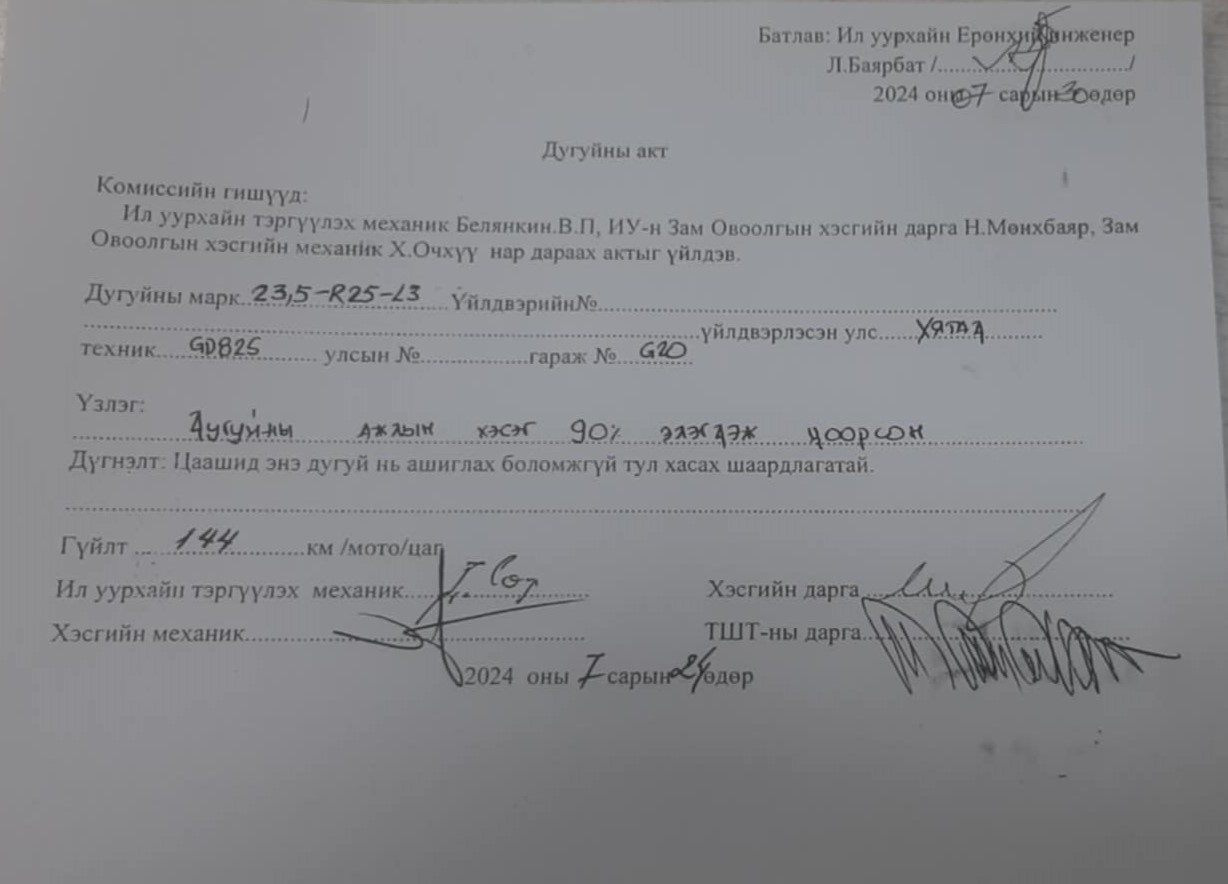 Батлав: Ил уурхайн Ерөнхий инженер
Л.Баярбат /............................../
2024 оны 07 сарын 30 өдөр
Дугуйны акт
Комиссийн гишүүд:
Ил уурхайн тэргүүлэх механик Белянкин.В.П, ИУ-н Зам Овоолгын хэсгийн дарга Н.Мөнхбаяр, Зам
Овоолгын хэсгийн механик Х.Очхүү нар дараах актыг үйлдэв.
Дугуйны марк 23,5-R25-L3 Үйлдвэрийн№
үйлдвэрлэсэн улс ХЯТАД
техник GD825 улсын № гараж № G20
Үзлэг:
Дугуйны ажлын хэсэг 90% элэгдэж цоорсон
Дүгнэлт: Цаашид энэ дугуй нь ашиглах боломжгүй тул хасах шаардлагатай.
Гүйлт 144 км /мото/цаг
Ил уурхайн тэргүүлэх механик Хэсгийн дарга
Хэсгийн механик ТШТ-ны дарга
2024 оны 7 сарын 24 өдөр